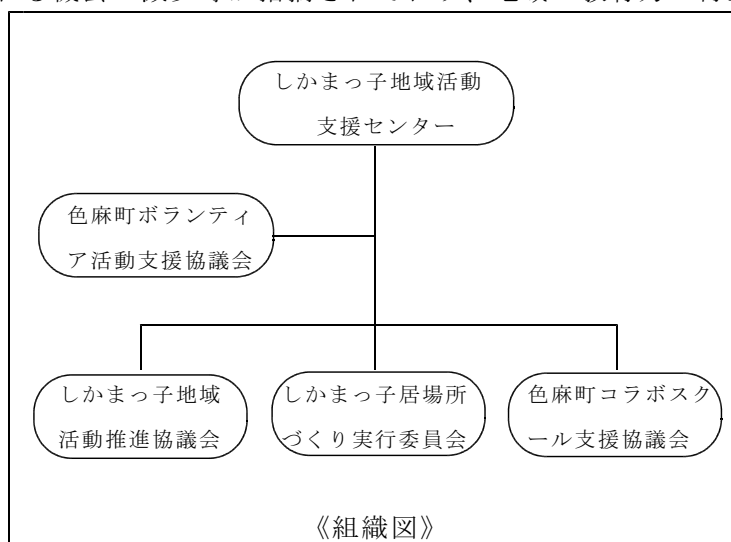 しかまっ子地域活動
支援センター
色麻町ボランティ
ア活動支援協議会
しかまっ子地域
活動推進協議会
しかまっ子居場所
づくり実行委員会
色麻町コラボスク
ール支援協議会
《組織図》